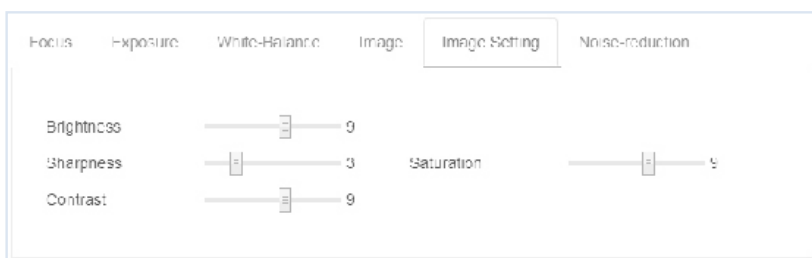 Focus Exposure White-Balance Image Image Setting Noise-reduction
Brightness 9
Sharpness 3 Saturation 9
Contrast 9